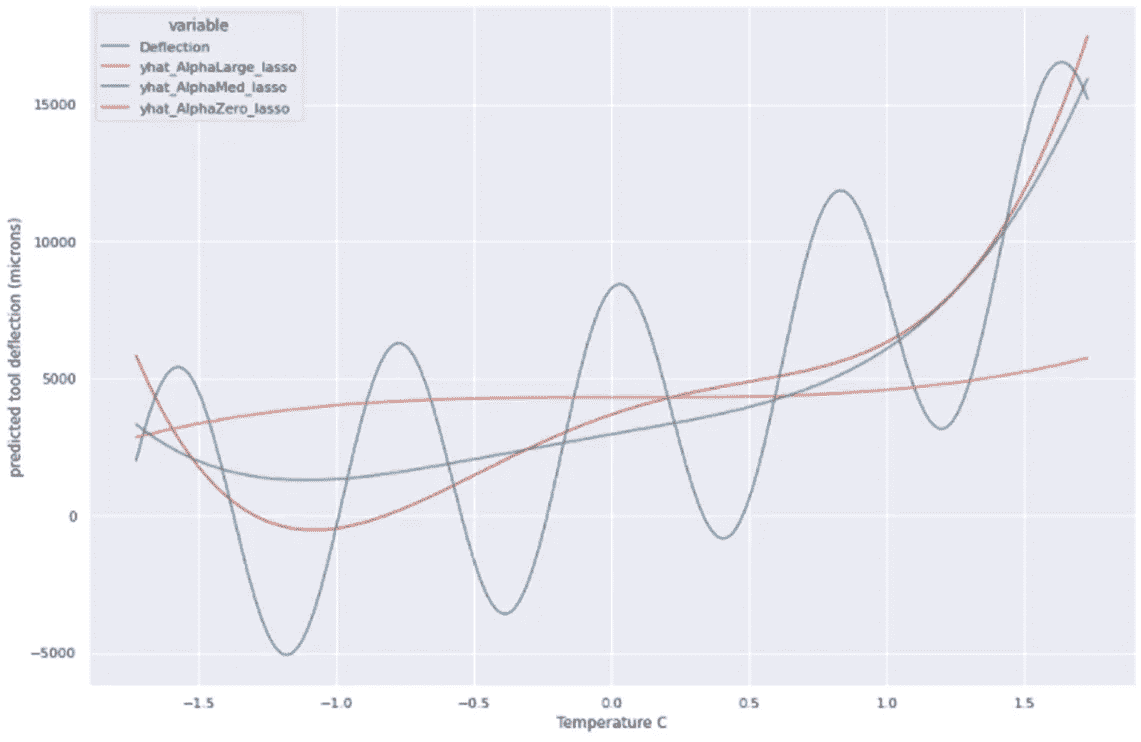 variable
Deflection
yhat_AlphaLarge_lasso
yhat_AlphaMed_lasso
yhat_AlphaZero_lasso
predicted tool deflection (microns)
15000
10000
5000
0
−5000
−1.5 −1.0 −0.5 0.0 0.5 1.0 1.5
Temperature C